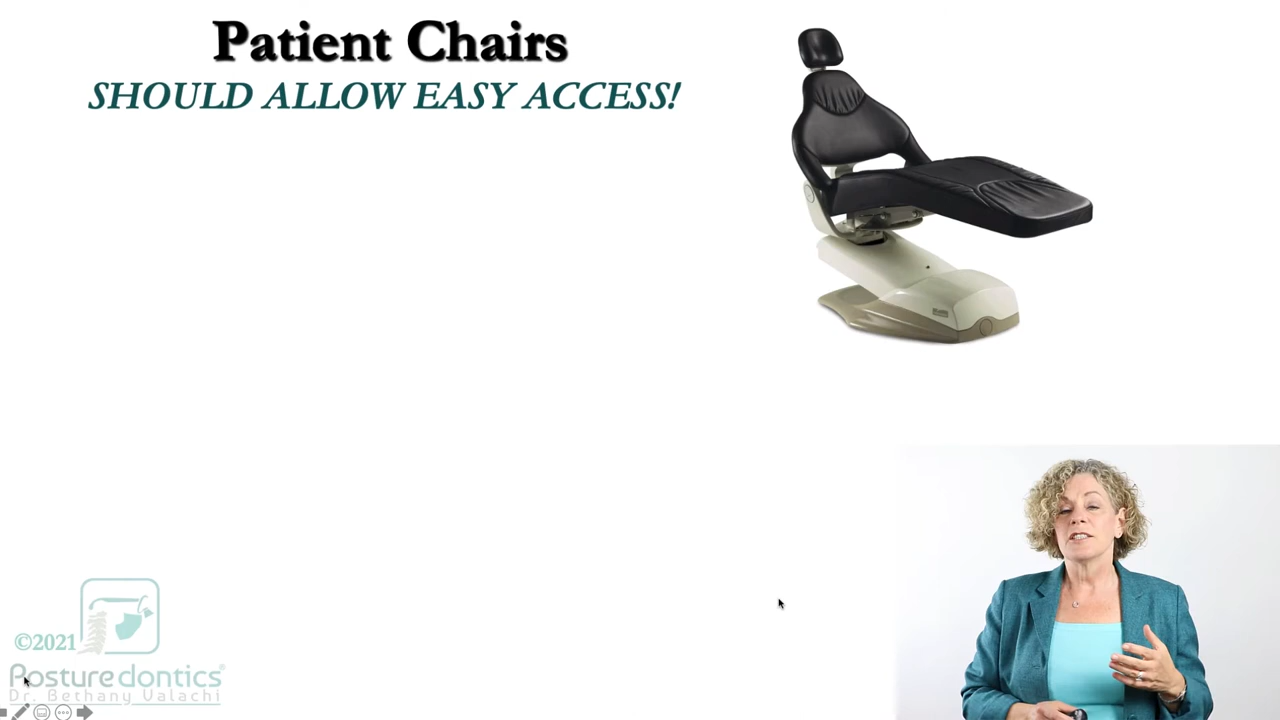 Patient Chairs
SHOULD ALLOW EASY ACCESS!
©2021
Posturedontics®
Dr. Bethany Valachi